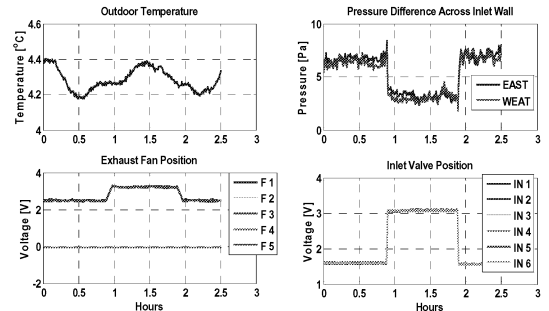 Outdoor Temperature
Temperature [°C]
4.6
4.4
4.2
4
0 0.5 1 1.5 2 2.5 3
Pressure Difference Across Inlet Wall
Pressure [Pa]
10
5
0
0 0.5 1 1.5 2 2.5 3
EAST
WEAT
Exhaust Fan Position
Voltage [V]
4
2
0
-2
0 0.5 1 1.5 2 2.5 3
Hours
F 1
F 2
F 3
F 4
F 5
Inlet Valve Position
Voltage [V]
4
3
2
1
0 0.5 1 1.5 2 2.5 3
Hours
IN 1
IN 2
IN 3
IN 4
IN 5
IN 6